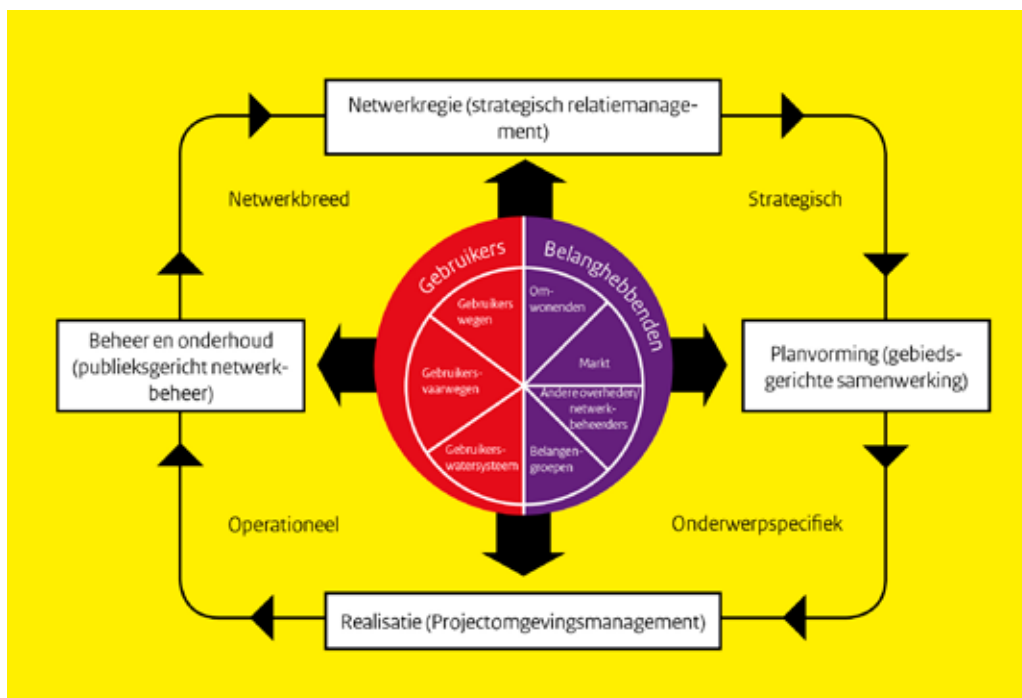 Netwerkregie (strategisch relatiemanage-
ment)
Netwerkbreed
Strategisch
Gebruikers
Belanghebbenden
Gebruikers
wegen
Om-
wonenden
Beheer en onderhoud
(publieksgericht netwerk-
beheer)
Gebruikers-
vaarwegen
Markt
Planvorming (gebieds-
gerichte samenwerking)
Andere overheden/
netwerk-
beheerders
Gebruikers-
watersysteem
Belangen-
groepen
Operationeel
Onderwerpspecifiek
Realisatie (Projectomgevingsmanagement)